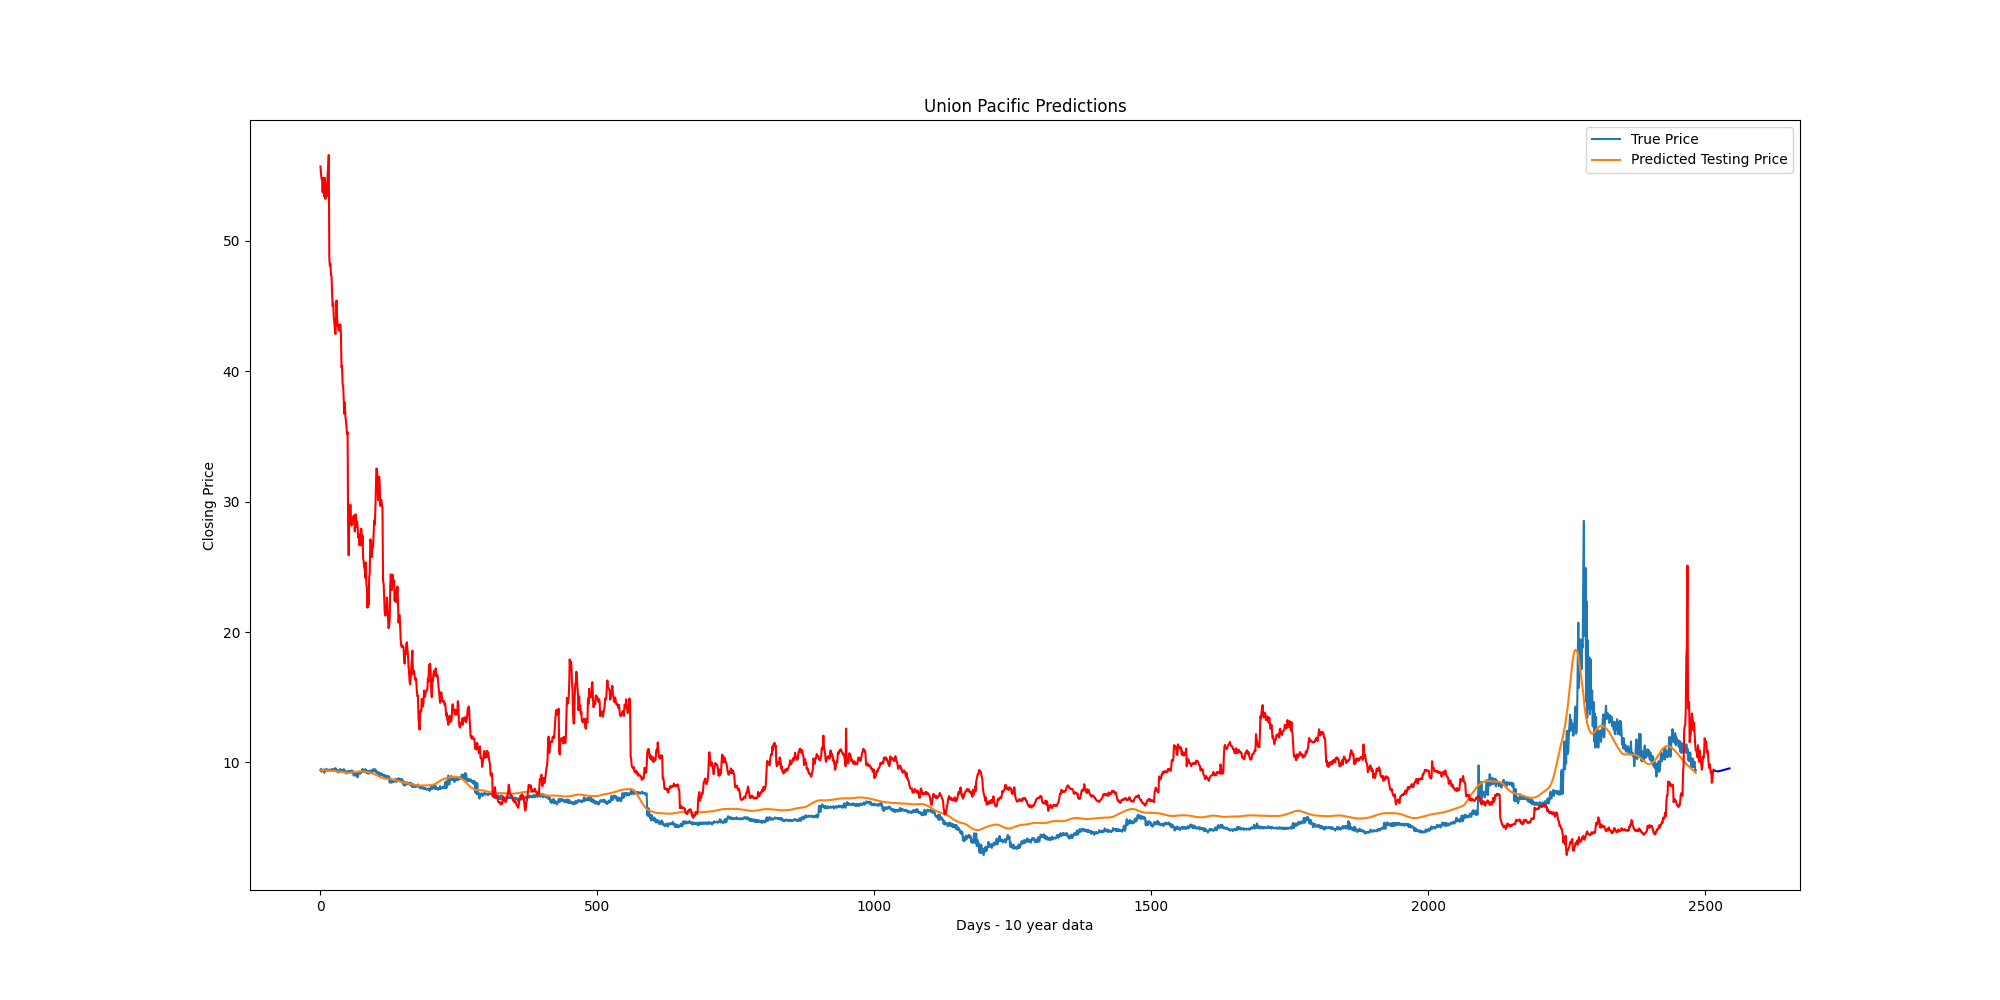 Union Pacific Predictions
True Price
Predicted Testing Price
Closing Price
50
40
30
20
10
0
500
1000
1500
2000
2500
Days - 10 year data